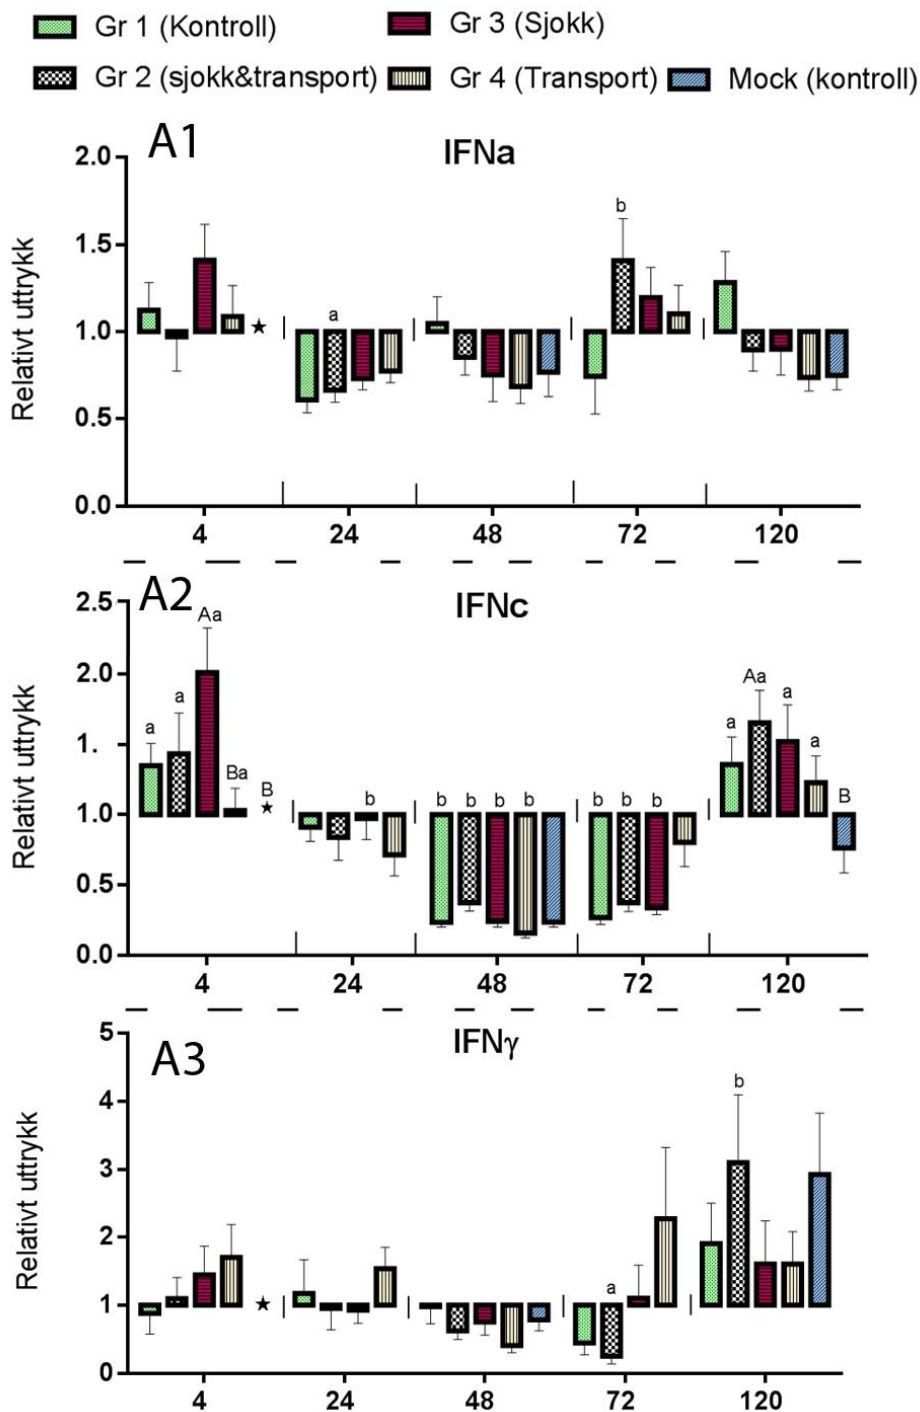 Gr 1 (Kontroll) Gr 3 (Sjokk)
Gr 2 (sjokk&transport) Gr 4 (Transport) Mock (kontroll)
A1 IFNa
Relativt uttrykk
2.0
1.5
1.0
0.5
0.0
a
b
4 24 48 72 120
A2 IFNc
Relativt uttrykk
2.5
2.0
1.
1.0
0.5
0.0
a a Aa Ba B
b
b b b b b
b b b
a Aa a a B
4 24 48 72 120
A3 IFNγ
Relativt uttrykk
5
4
3
2
1
0
a
b
4 24 48 72 120